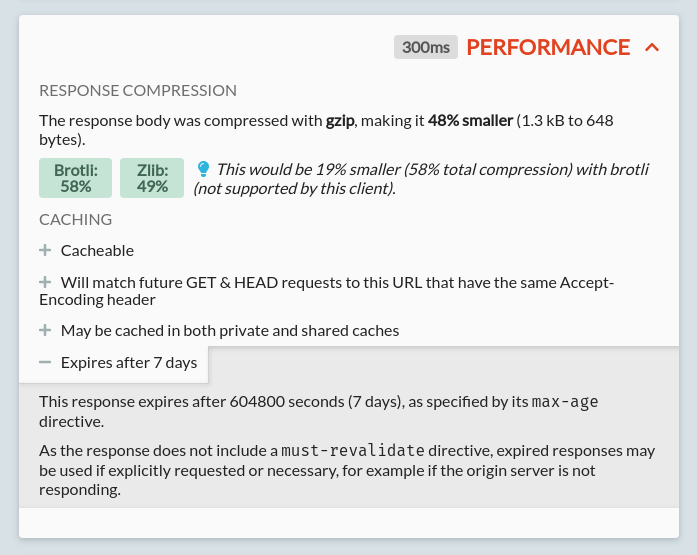 300ms PERFORMANCE
RESPONSE COMPRESSION
The response body was compressed with gzip, making it 48% smaller (1.3 kB to 648
bytes).
Brotli: 58%
Zlib: 49%
This would be 19% smaller (58% total compression) with brotli
(not supported by this client).
CACHING
Cacheable
Will match future GET & HEAD requests to this URL that have the same Accept-
Encoding header
May be cached in both private and shared caches
Expires after 7 days
This response expires after 604800 seconds (7 days), as specified by its max-age
directive.
As the response does not include a must-revalidate directive, expired responses may
be used if explicitly requested or necessary, for example if the origin server is not
responding.